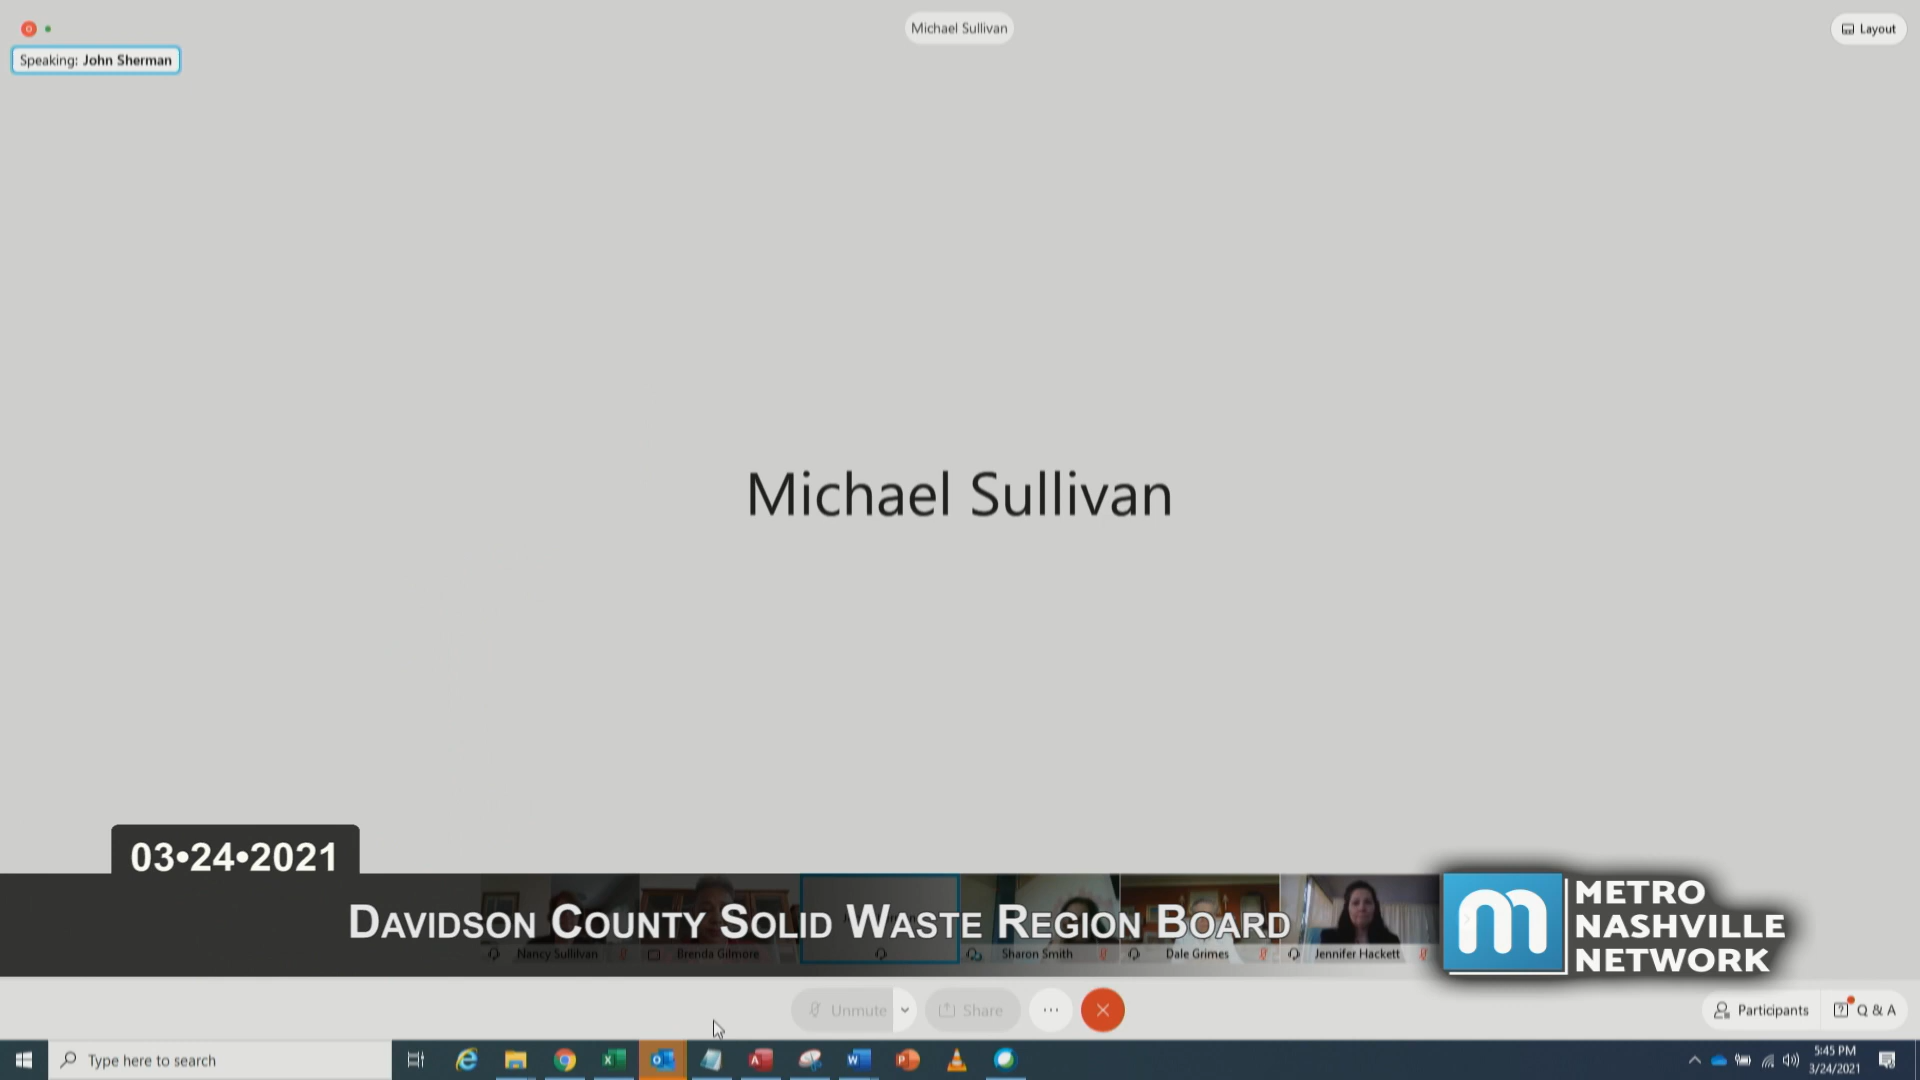 Michael Sullivan
Layout
Speaking: John Sherman
Michael Sullivan
03•24•2021
DAVIDSON COUNTY SOLID WASTE REGION BOARD
METRO
NASHVILLE
NETWORK
Nancy Sullilvan
Brenda Gilmore
Sharon Smith
Dale Grimes
Jennifer Hackett
Unmute
Share
Participants
Q & A
Type here to search
5:45 PM
3/24/2021